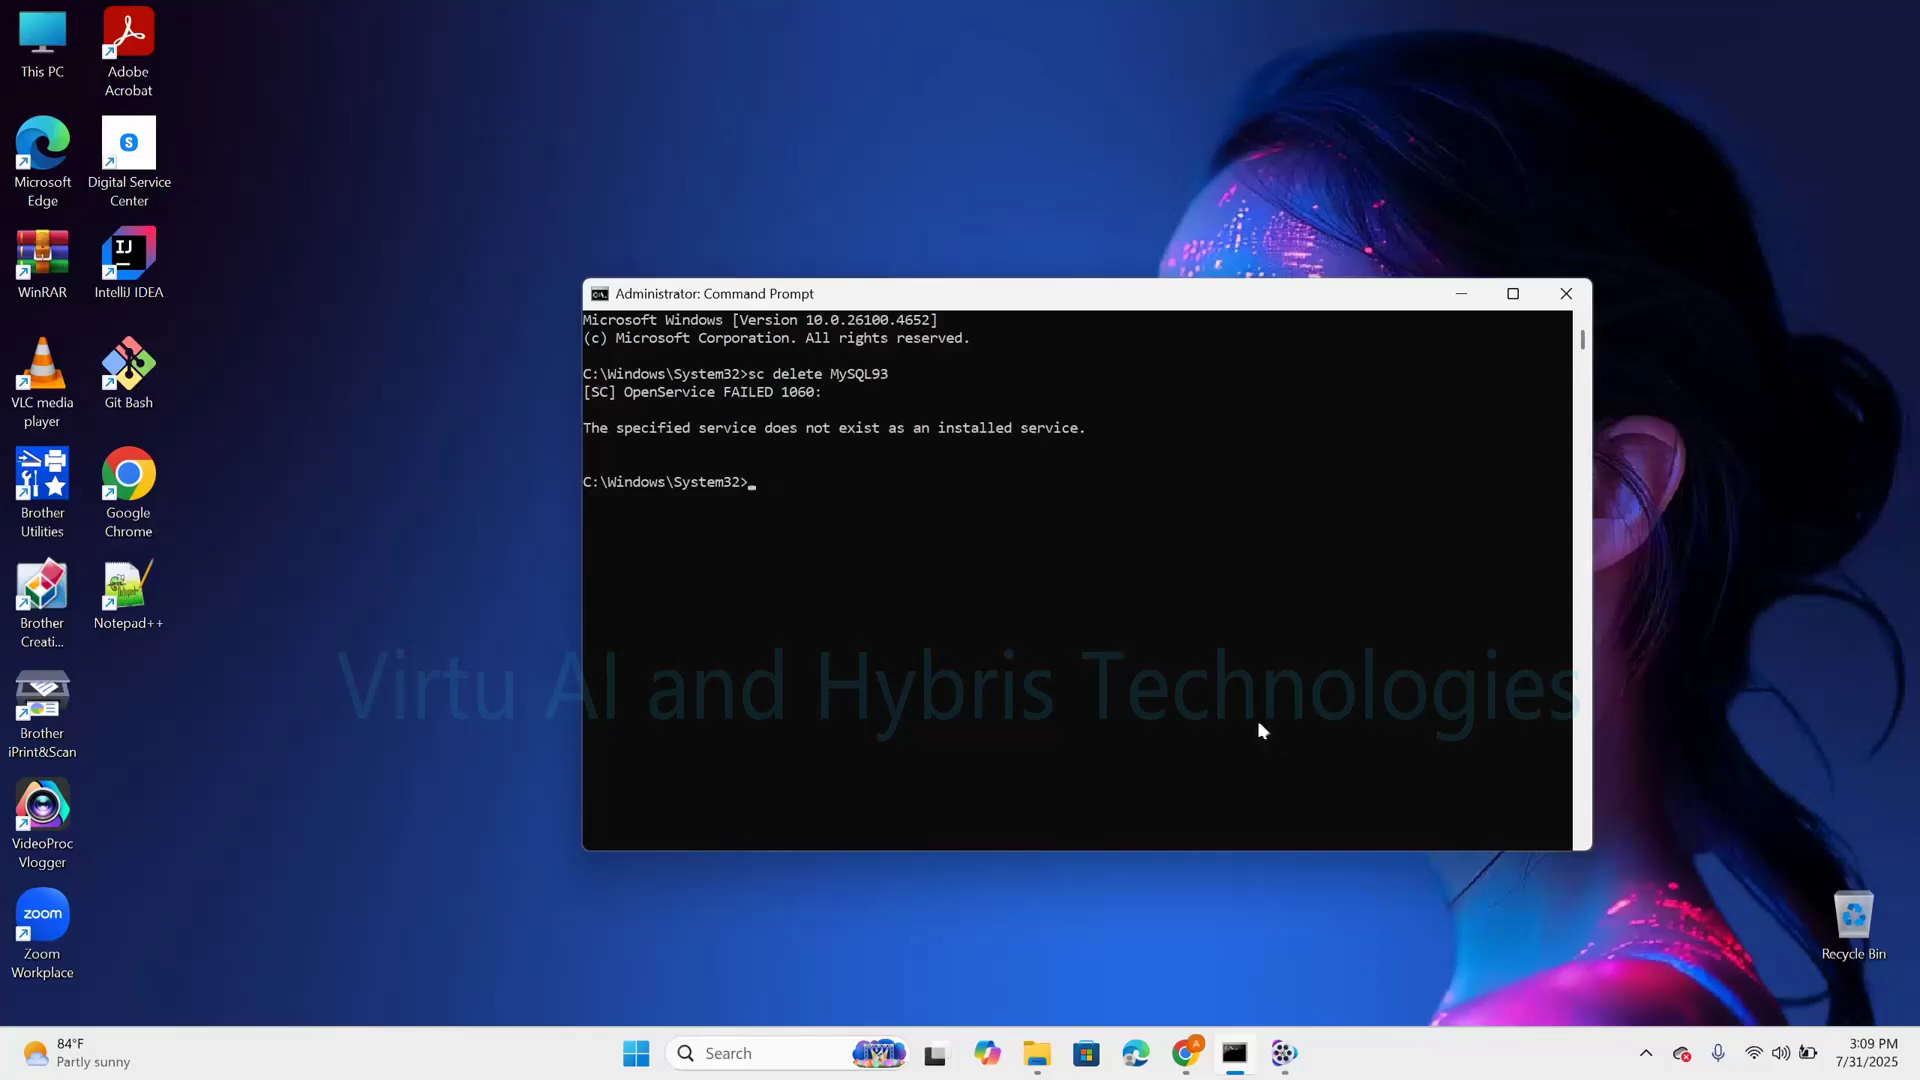 This PC
Adobe
Acrobat
Microsoft
Edge
S
Digital Service
Center
WinRAR
IJ
IntelliJ IDEA
VLC media
player
Git Bash
Brother
Utilities
Google
Chrome
Brother
Creati...
Notepad++
Brother
iPrint&Scan
VideoProc
Vlogger
zoom
Zoom
Workplace
Administrator: Command Prompt
Microsoft Windows [Version 10.0.26100.4652]
(c) Microsoft Corporation. All rights reserved.
C:\Windows\System32>sc delete MySQL93
[SC] OpenService FAILED 1060:
The specified service does not exist as an installed service.
C:\Windows\System32>
Virtu AI and Hybris Technologies
Recycle Bin
84°F
Partly sunny
Search
A
3:09 PM
7/31/2025